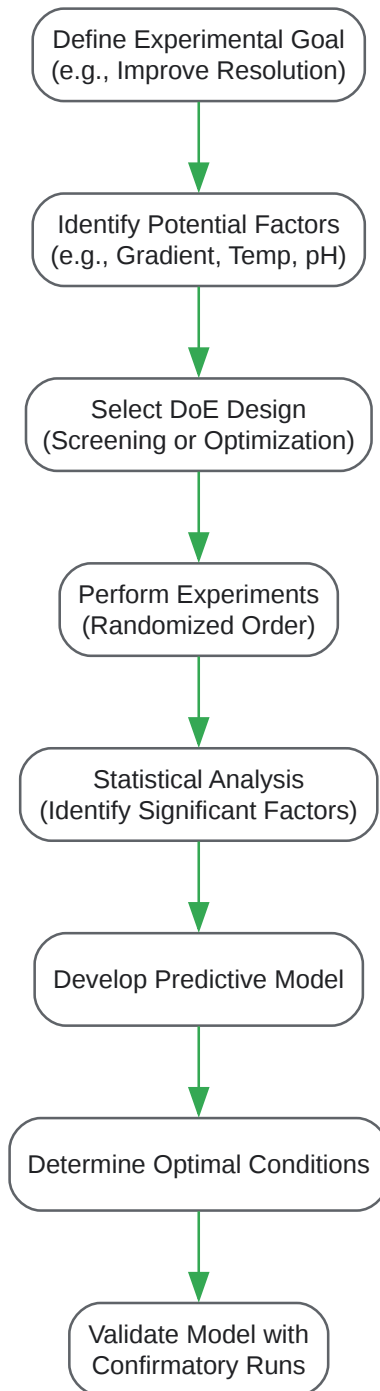 Define Experimental Goal
(e.g., Improve Resolution)
Identify Potential Factors
(e.g., Gradient, Temp, pH)
Select DoE Design
(Screening or Optimization)
Perform Experiments
(Randomized Order)
Statistical Analysis
(Identify Significant Factors)
Develop Predictive Model
Determine Optimal Conditions
Validate Model with
Confirmatory Runs